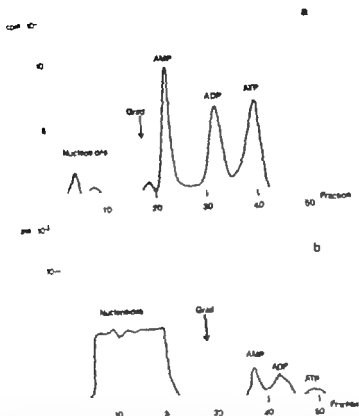 a
10
AMP
ADP
ATP
Grad
Nucleosides
10 20 30 40 50 Fraction
b
10
Nucleosides
Grad
AMP
ADP
ATP
10 30 40 50 Fraction